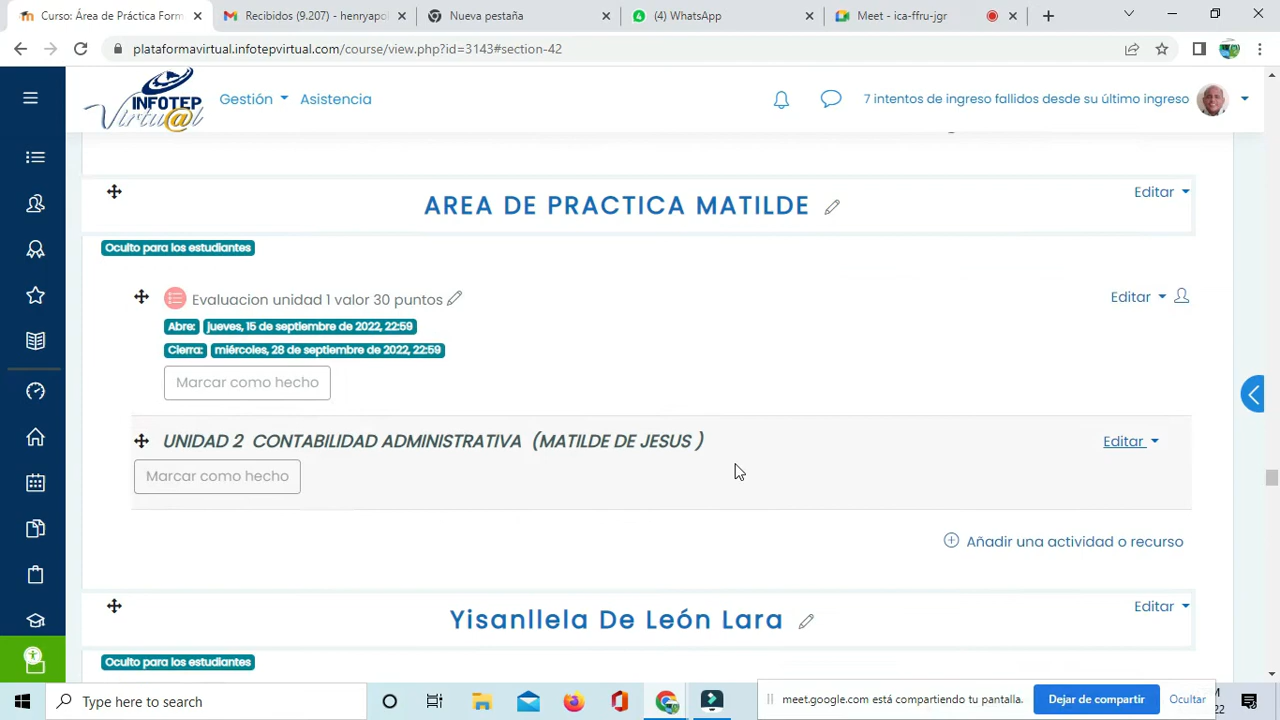 Curso: Área de Práctica Form
Recibidos (9.207) - henryapol
Nueva pestaña
(4) WhatsApp
Meet - ica-ffru-jgr
plataformavirtual.infotepvirtual.com/course/view.php?id=3143#section-42
INFOTEP
Virtu@l
Gestión
Asistencia
7 intentos de ingreso fallidos desde su último ingreso
AREA DE PRACTICA MATILDE
Editar
Oculto para los estudiantes
Evaluacion unidad 1 valor 30 puntos
Editar
Abre: jueves, 15 de septiembre de 2022, 22:59
Cierra: miércoles, 28 de septiembre de 2022, 22:59
Marcar como hecho
UNIDAD 2 CONTABILIDAD ADMINISTRATIVA (MATILDE DE JESUS )
Editar
Marcar como hecho
Añadir una actividad o recurso
Yisanllela De León Lara
Editar
Oculto para los estudiantes
Type here to search
meet.google.com está compartiendo tu pantalla.
Dejar de compartir
Ocultar